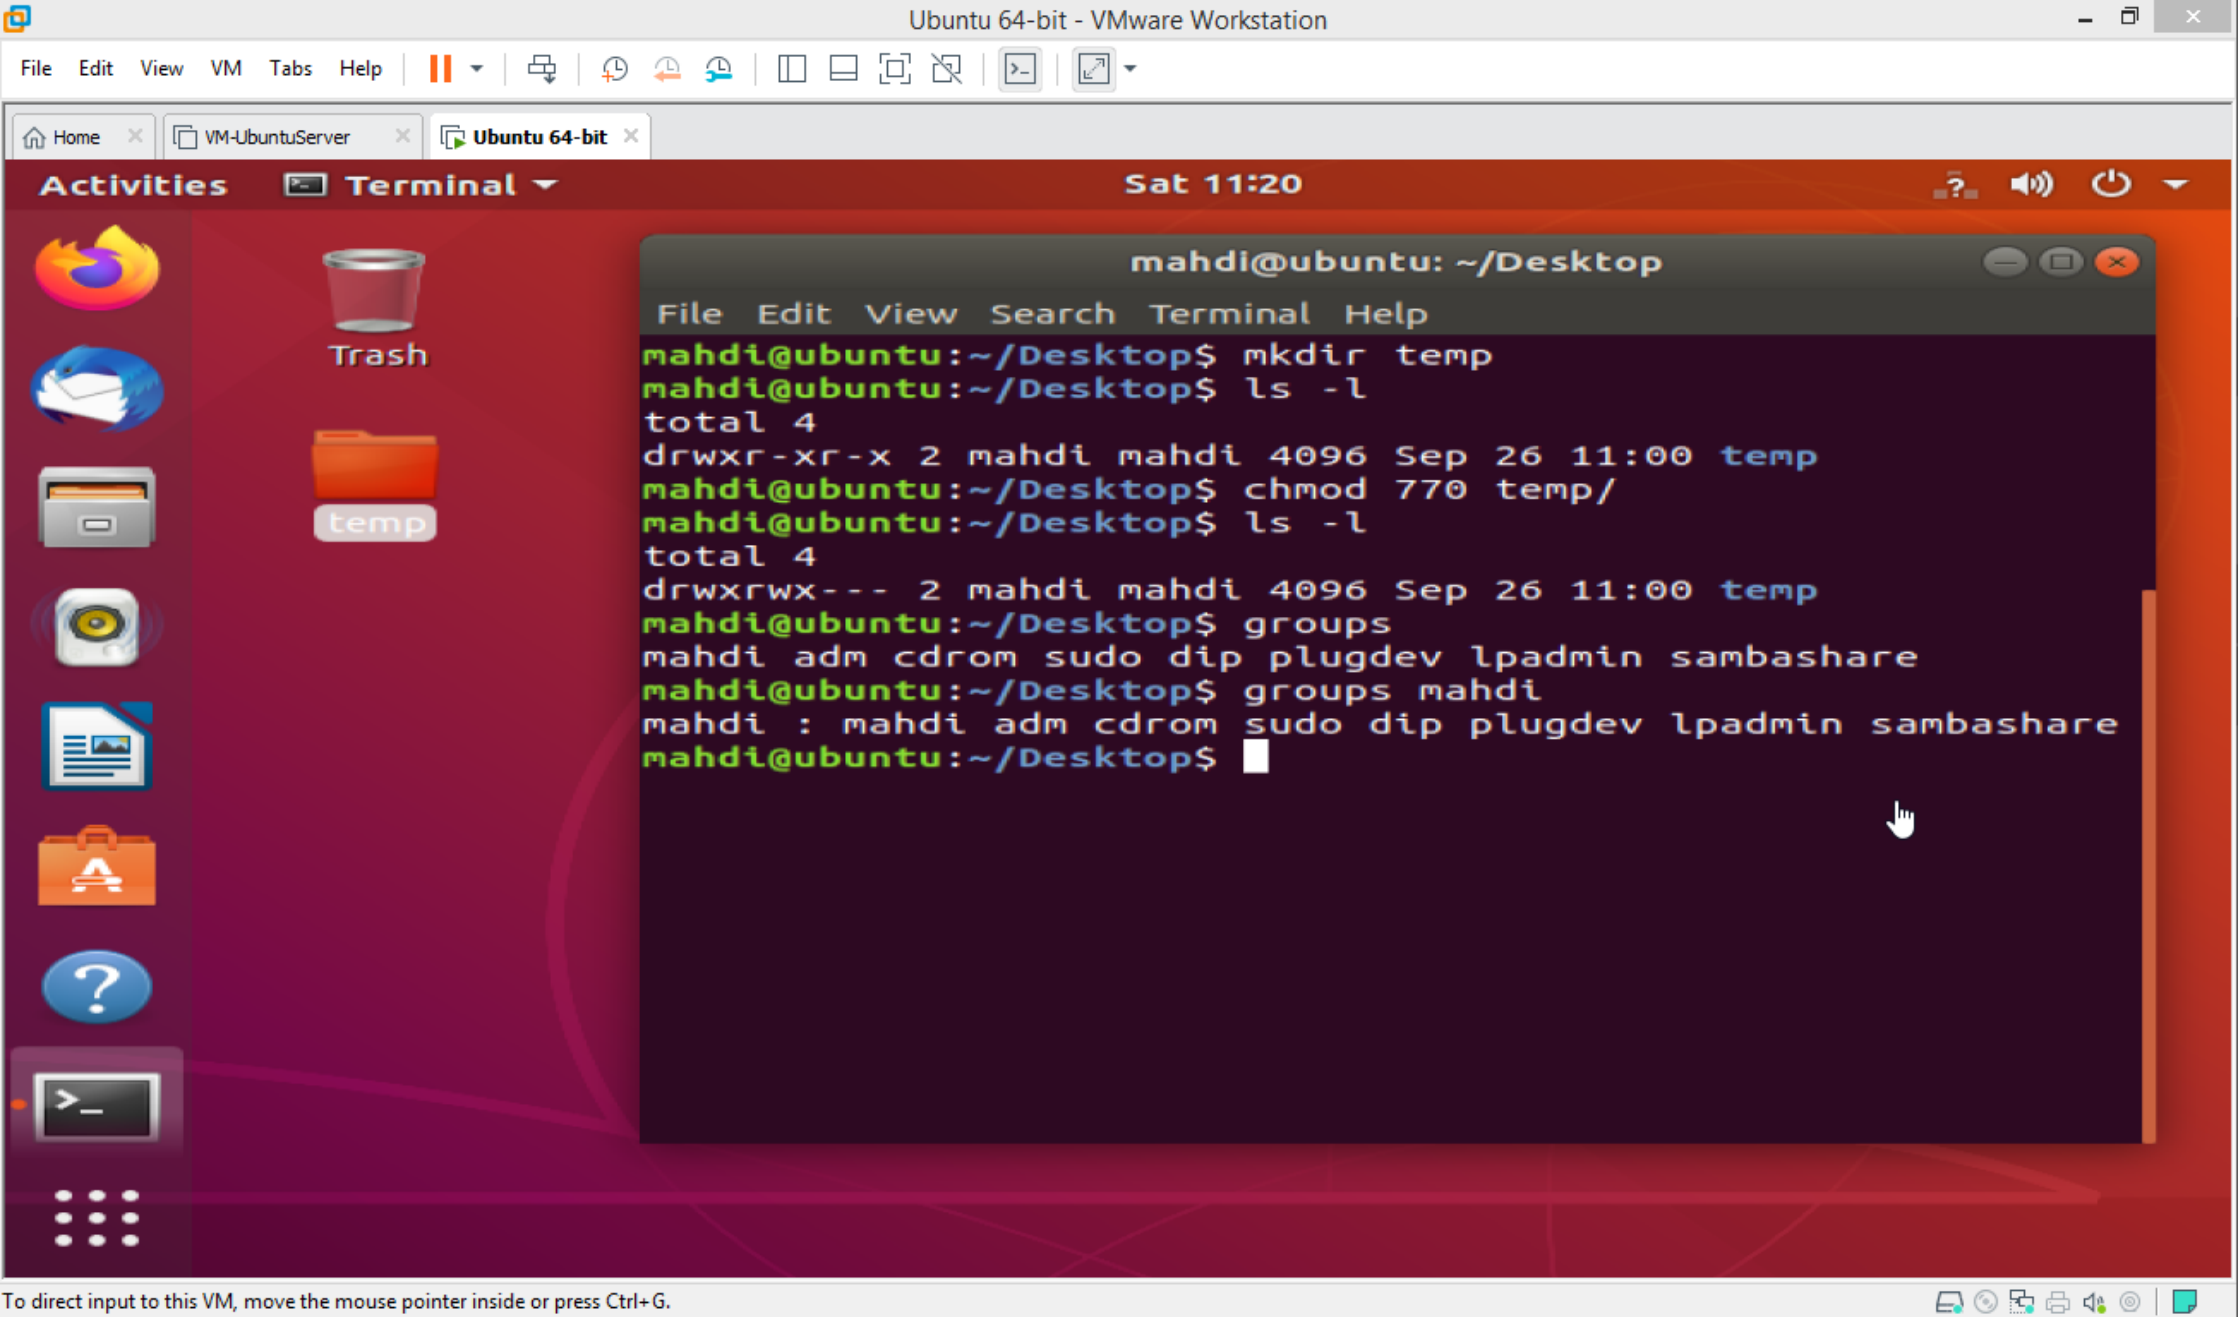 Ubuntu 64-bit - VMware Workstation
File Edit View VM Tabs Help
Home VM-UbuntuServer Ubuntu 64-bit
Activities Terminal Sat 11:20
Trash
temp
mahdi@ubuntu: ~/Desktop
File Edit View Search Terminal Help
mahdi@ubuntu:~/Desktop$ mkdir temp
mahdi@ubuntu:~/Desktop$ ls -l
total 4
drwxr-xr-x 2 mahdi mahdi 4096 Sep 26 11:00 temp
mahdi@ubuntu:~/Desktop$ chmod 770 temp/
mahdi@ubuntu:~/Desktop$ ls -l
total 4
drwxrwx--- 2 mahdi mahdi 4096 Sep 26 11:00 temp
mahdi@ubuntu:~/Desktop$ groups
mahdi adm cdrom sudo dip plugdev lpadmin sambashare
mahdi@ubuntu:~/Desktop$ groups mahdi
mahdi : mahdi adm cdrom sudo dip plugdev lpadmin sambashare
mahdi@ubuntu:~/Desktop$
To direct input to this VM, move the mouse pointer inside or press Ctrl+G.